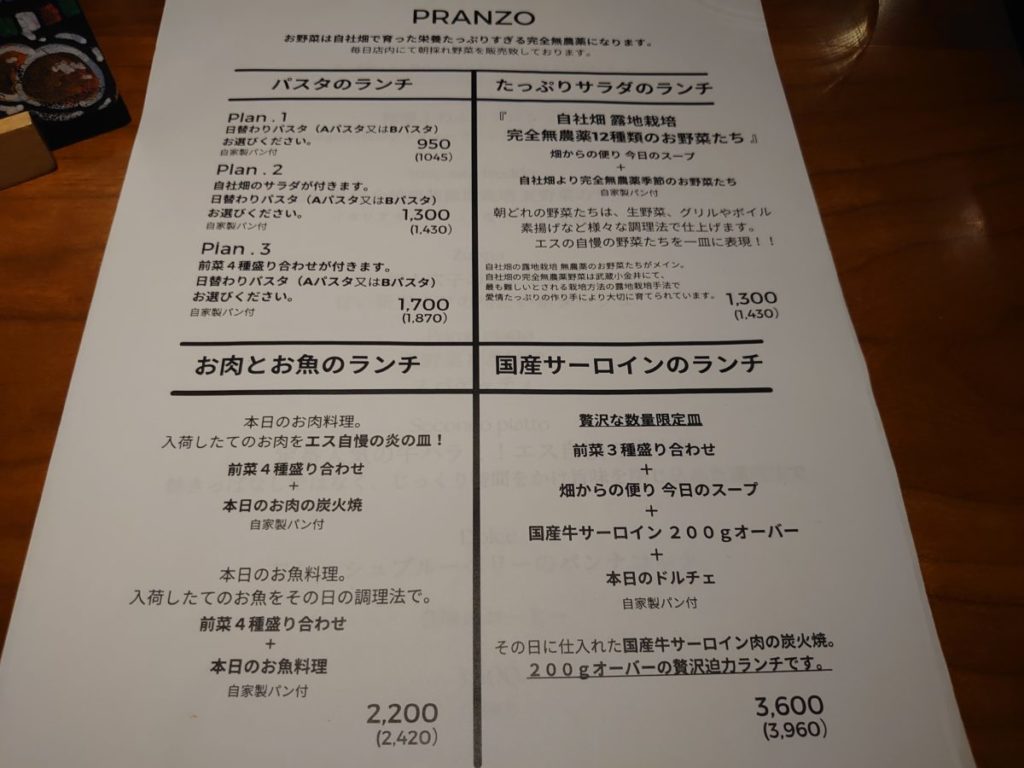 PRANZO
お野菜は自社畑で育った栄養たっぷりすぎる完全無農薬になります。
毎日店内にて朝採れ野菜を販売致しております。
パスタのランチ
Plan . 1
日替わりパスタ（Aパスタ又はBパスタ）
お選びください。 950
自家製パン付 (1045)
Plan . 2
自社畑のサラダが付きます。
日替わりパスタ（Aパスタ又はBパスタ）
お選びください。 1,300
自家製パン付 (1,430)
Plan . 3
前菜４種盛り合わせが付きます。
日替わりパスタ（Aパスタ又はBパスタ）
お選びください。 1,700
自家製パン付 (1,870)
たっぷりサラダのランチ
『 自社畑 露地栽培
完全無農薬12種類のお野菜たち 』
畑からの便り 今日のスープ
+
自社畑より完全無農薬季節のお野菜たち
自家製パン付
朝どれの野菜たちは、生野菜、グリルやボイル
素揚げなど様々な調理法で仕上げます。
エスの自慢の野菜たちを一皿に表現！！
自社畑の露地栽培 無農薬のお野菜たちがメイン。
自社畑の完全無農薬野菜は武蔵小金井にて、
最も難しいとされる栽培方法の露地栽培手法で
愛情たっぷりの作り手により大切に育てられています。 1,300
(1,430)
お肉とお魚のランチ
本日のお肉料理。
入荷したてのお肉をエス自慢の炎の皿！
前菜４種盛り合わせ
+
本日のお肉の炭火焼
自家製パン付
本日のお魚料理。
入荷したてのお魚をその日の調理法で。
前菜４種盛り合わせ
+
本日のお魚料理
自家製パン付
2,200
(2,420)
国産サーロインのランチ
贅沢な数量限定皿
前菜３種盛り合わせ
+
畑からの便り 今日のスープ
+
国産牛サーロイン ２００ｇオーバー
+
本日のドルチェ
自家製パン付
その日に仕入れた国産牛サーロイン肉の炭火焼。
２００ｇオーバーの贅沢迫力ランチです。
3,600
(3,960)